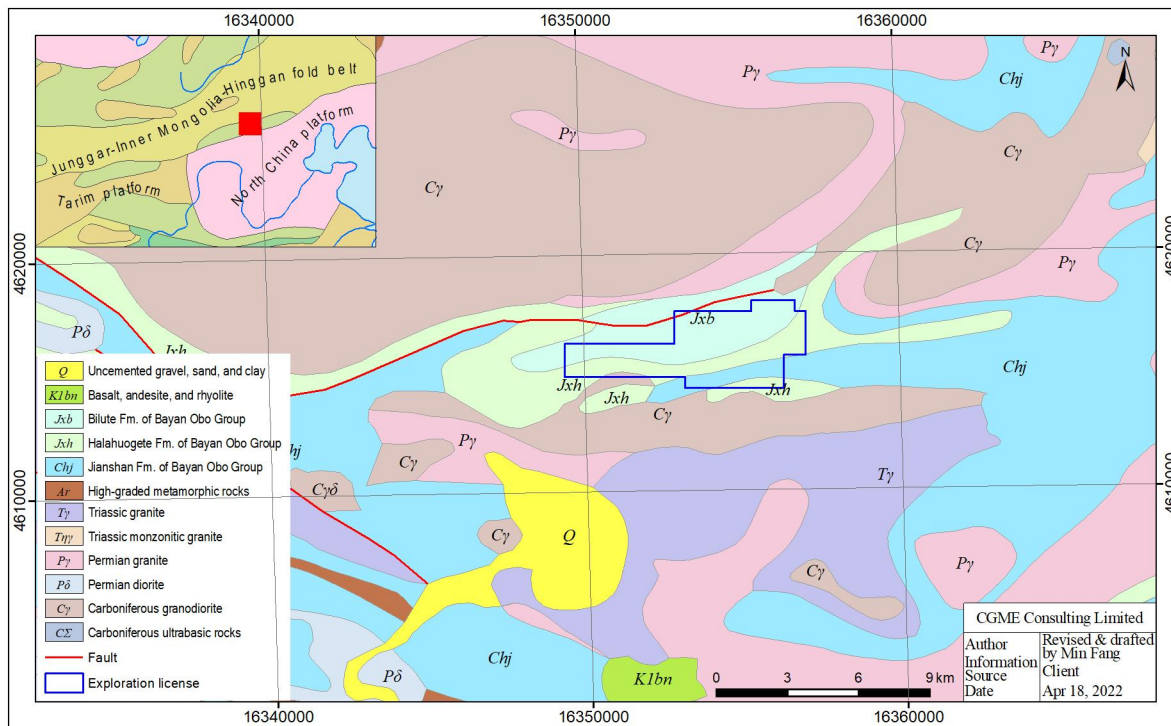 16340000
16350000
16360000
Junggar-Inner Mongolia-Hinggan fold belt
Tarim platform
North China platform
N
Pγ
Chj
Pγ
Pγ
Cγ
Cγ
Cγ
Pγ
4620000
4620000
Pδ
Jxh
Jxb
Chj
Jxh
Jxh
Jxh
Cγ
Pγ
hj
Cγ
Cγδ
Tγ
4610000
4610000
Cγ
Q
Cγ
Pγ
Chj
Pδ
K1bn
Q Uncemented gravel, sand, and clay
K1bn Basalt, andesite, and rhyolite
Jxb Bilute Fm. of Bayan Obo Group
Jxh Halahuogete Fm. of Bayan Obo Group
Chj Jianshan Fm. of Bayan Obo Group
Ar High-graded metamorphic rocks
Tγ Triassic granite
Tηγ Triassic monzonitic granite
Pγ Permian granite
Pδ Permian diorite
Cγ Carboniferous granodiorite
CΣ Carboniferous ultrabasic rocks
Fault
Exploration license
0 3 6 9 km
CGME Consulting Limited
Author Revised & drafted by Min Fang
Information Source Client
Date Apr 18, 2022
16340000
16350000
16360000